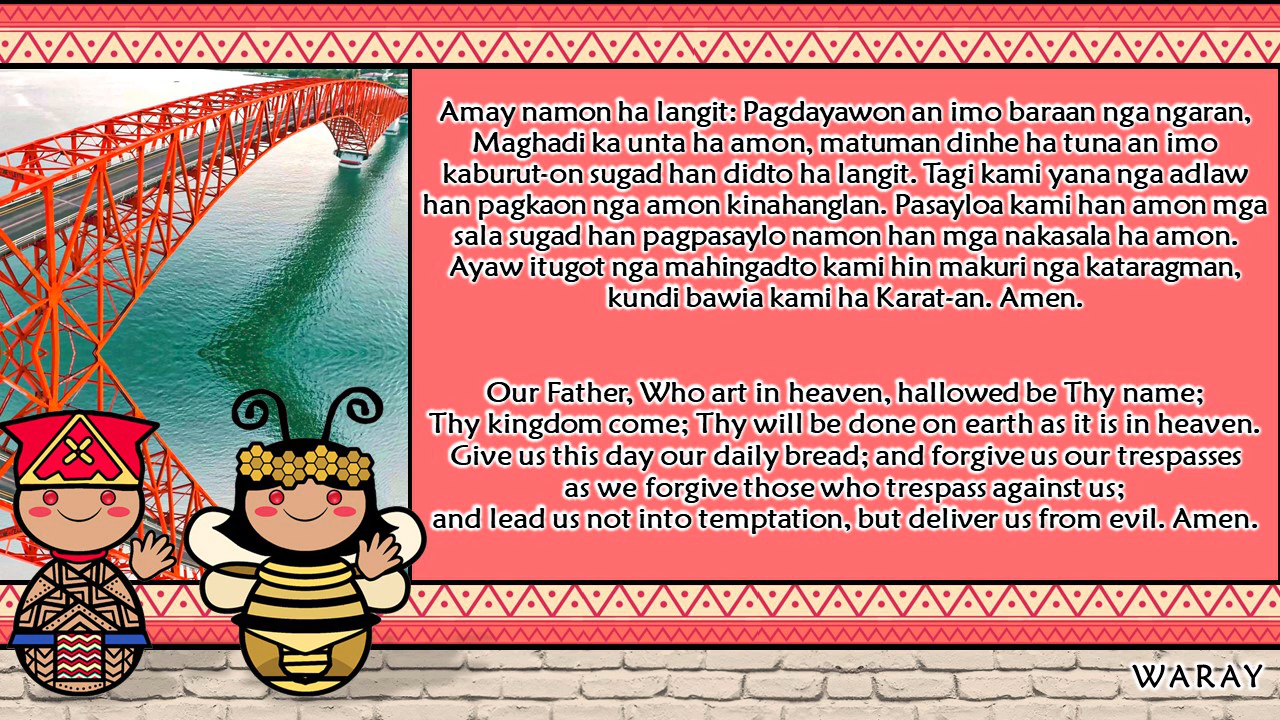 Amay namon ha langit: Pagdayawon an imo baraan nga ngaran,
Maghadi ka unta ha amon, matuman dinhe ha tuna an imo
kaburut-on sugad han didto ha langit. Tagi kami yana nga adlaw
han pagkaon nga amon kinahanglan. Pasayloa kami han amon mga
sala sugad han pagpasaylo namon han mga nakasala ha amon.
Ayaw itugot nga mahingadto kami hin makuri nga kataragman,
kundi bawia kami ha Karat-an. Amen.
Our Father, Who art in heaven, hallowed be Thy name;
Thy kingdom come; Thy will be done on earth as it is in heaven.
Give us this day our daily bread; and forgive us our trespasses
as we forgive those who trespass against us;
and lead us not into temptation, but deliver us from evil. Amen.
WARAY